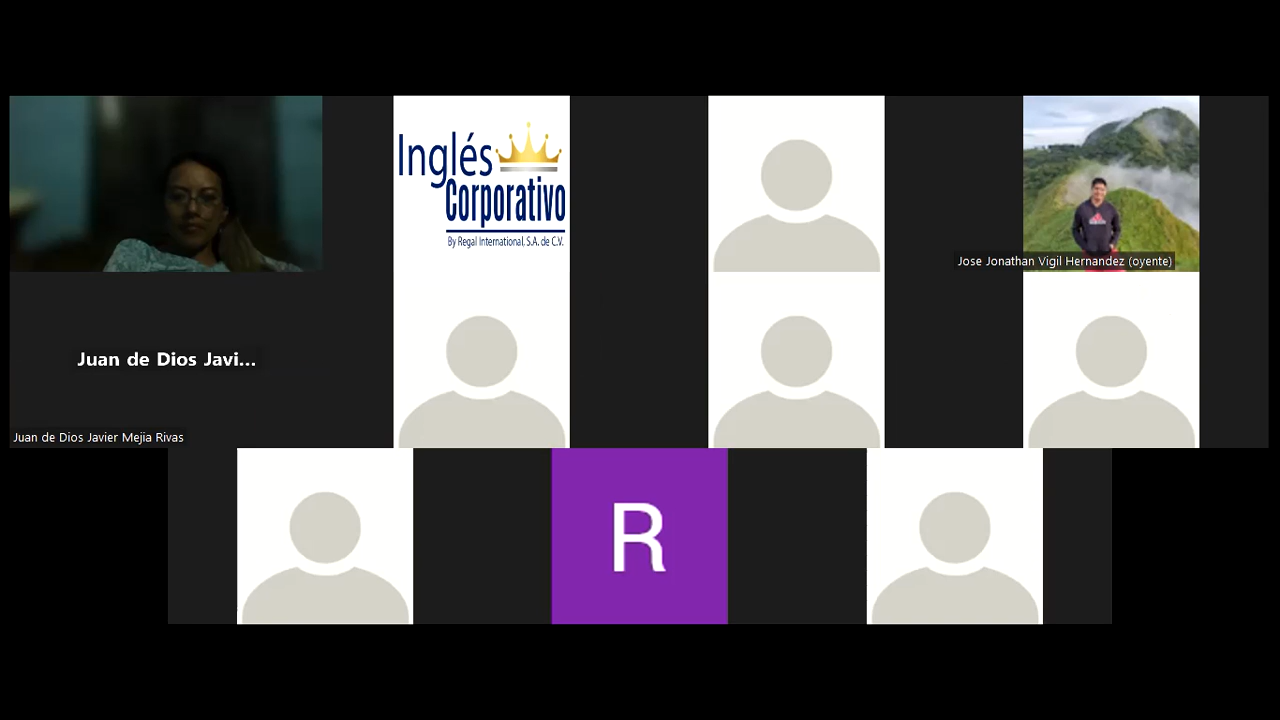 Inglés
Corporativo
By Regal International, S.A. de C.V.
Jose Jonathan Vigil Hernandez (oyente)
Juan de Dios Javi...
Juan de Dios Javier Mejia Rivas
R